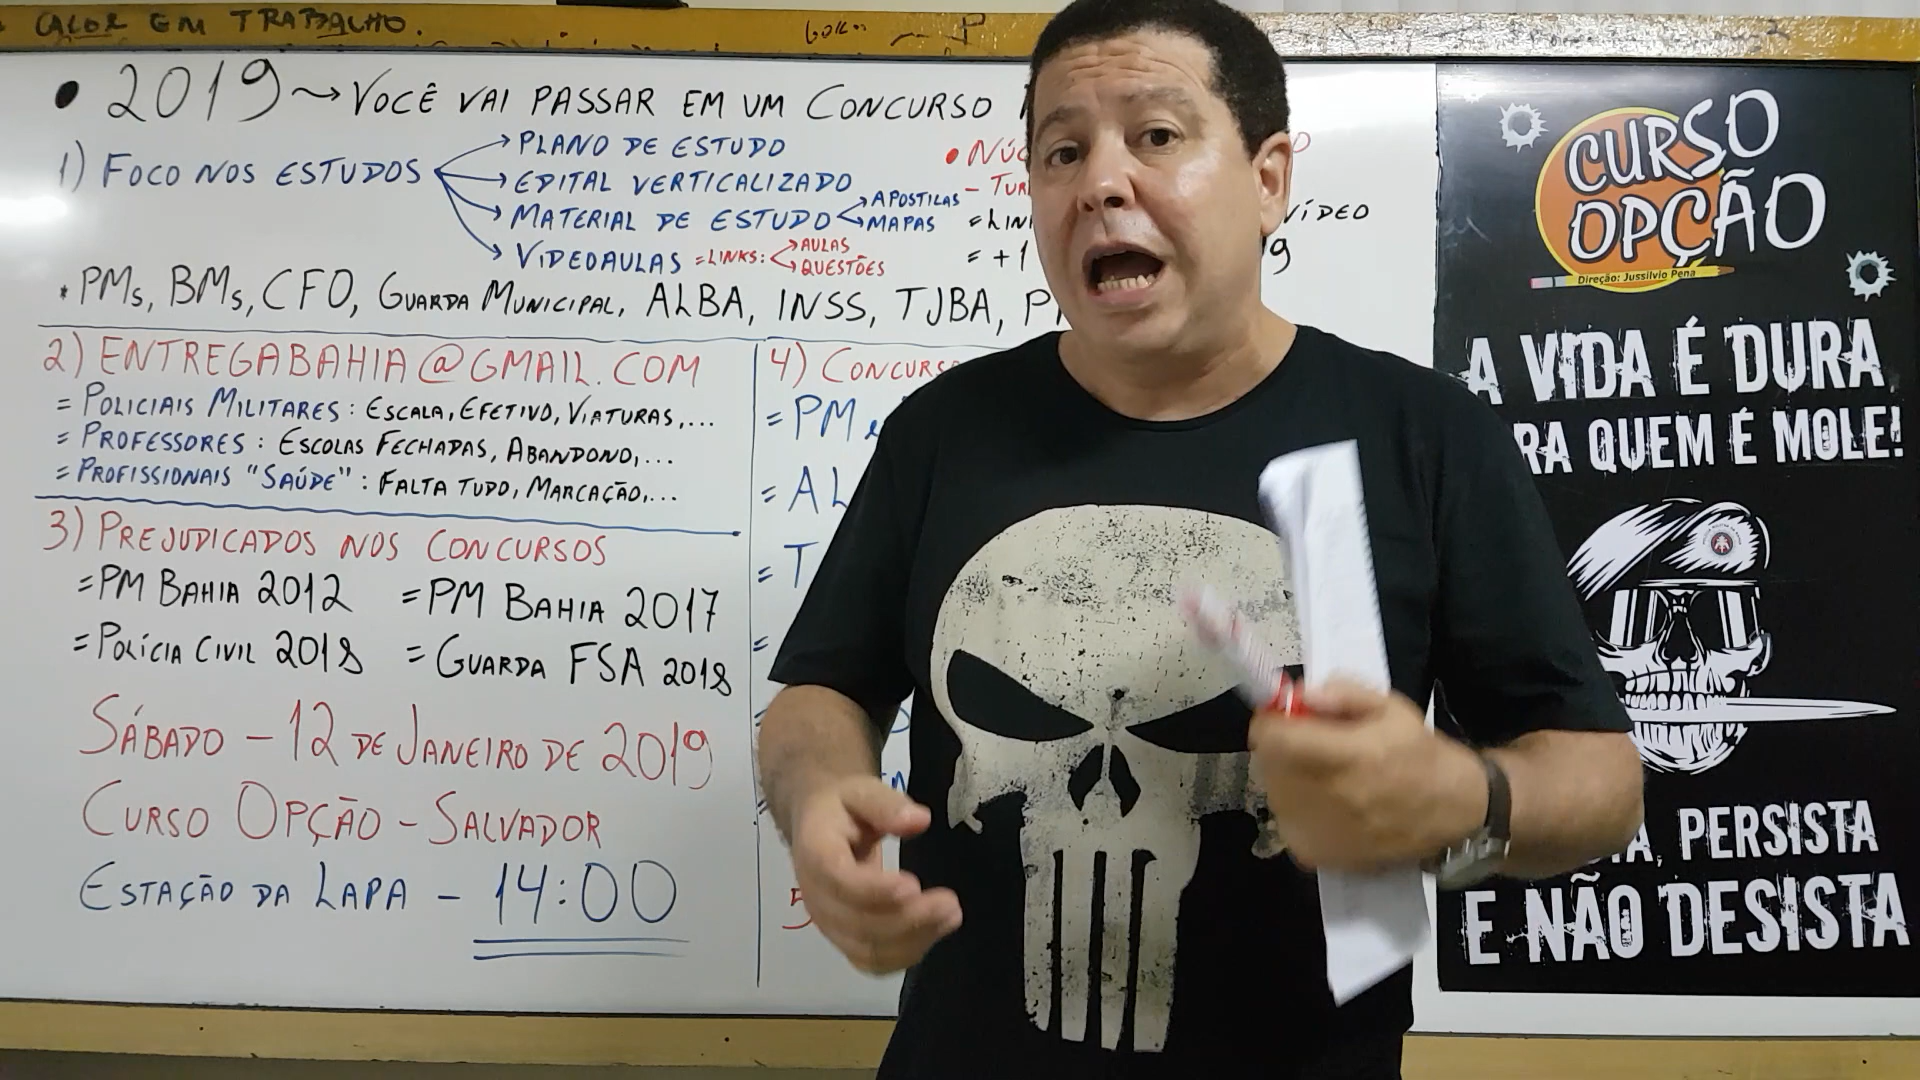 CALOR EM TRABALHO.
• 2019 → VOCÊ VAI PASSAR EM UM CONCURSO
1) FOCO NOS ESTUDOS
→ PLANO DE ESTUDO
→ EDITAL VERTICALIZADO
→ MATERIAL DE ESTUDO
→ APOSTILAS
→ MAPAS
→ VIDEOAULAS = LINKS:
→ AULAS
→ QUESTÕES
VÍDEO
= +1
• PMs, BMs, CFO, GUARDA MUNICIPAL, ALBA, INSS, TJBA,
2) ENTREGABAHIA@GMAIL.COM
= POLICIAIS MILITARES: ESCALA, EFETIVO, VIATURAS,...
= PROFESSORES: ESCOLAS FECHADAS, ABANDONO,...
= PROFISSIONAIS "SAÚDE": FALTA TUDO, MARCAÇÃO,...
3) PREJUDICADOS NOS CONCURSOS
= PM BAHIA 2012 = PM BAHIA 2017
= POLÍCIA CIVIL 2018 = GUARDA FSA 2018
SÁBADO - 12 DE JANEIRO DE 2019
CURSO OPÇÃO - SALVADOR
ESTAÇÃO DA LAPA - 14:00
4)
= PM
CURSO
OPÇÃO
Direção: Jussilvio Pena
A VIDA É DURA
QUEM É MOLE!
PERSISTA
E NÃO DESISTA